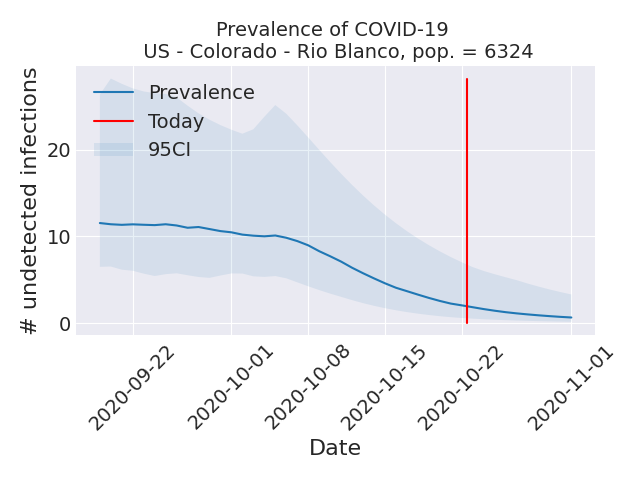 Prevalence of COVID-19
US - Colorado - Rio Blanco, pop. = 6324
# undetected infections
20
10
0
Prevalence
Today
95CI
2020-09-22
2020-10-01
2020-10-08
2020-10-15
2020-10-22
2020-11-01
Date